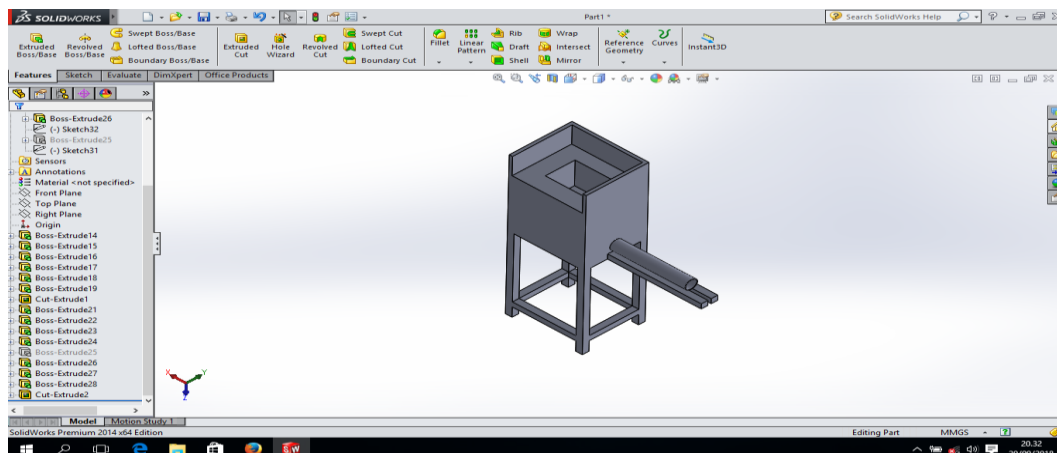 SOLIDWORKS
Part1 *
Search SolidWorks Help
Extruded Boss/Base
Revolved Boss/Base
Swept Boss/Base
Lofted Boss/Base
Boundary Boss/Base
Extruded Cut
Hole Wizard
Revolved Cut
Swept Cut
Lofted Cut
Boundary Cut
Fillet
Linear Pattern
Rib
Draft
Shell
Wrap
Intersect
Mirror
Reference Geometry
Curves
Instant3D
Features
Sketch
Evaluate
DimXpert
Office Products
Boss-Extrude26
(-) Sketch32
Boss-Extrude25
(-) Sketch31
Sensors
Annotations
Material <not specified>
Front Plane
Top Plane
Right Plane
Origin
Boss-Extrude14
Boss-Extrude15
Boss-Extrude16
Boss-Extrude17
Boss-Extrude18
Boss-Extrude19
Cut-Extrude1
Boss-Extrude21
Boss-Extrude22
Boss-Extrude23
Boss-Extrude24
Boss-Extrude25
Boss-Extrude26
Boss-Extrude27
Boss-Extrude28
Cut-Extrude2
X
Y
Z
Model
Motion Study 1
SolidWorks Premium 2014 x64 Edition
Editing Part
MMGS
20.32